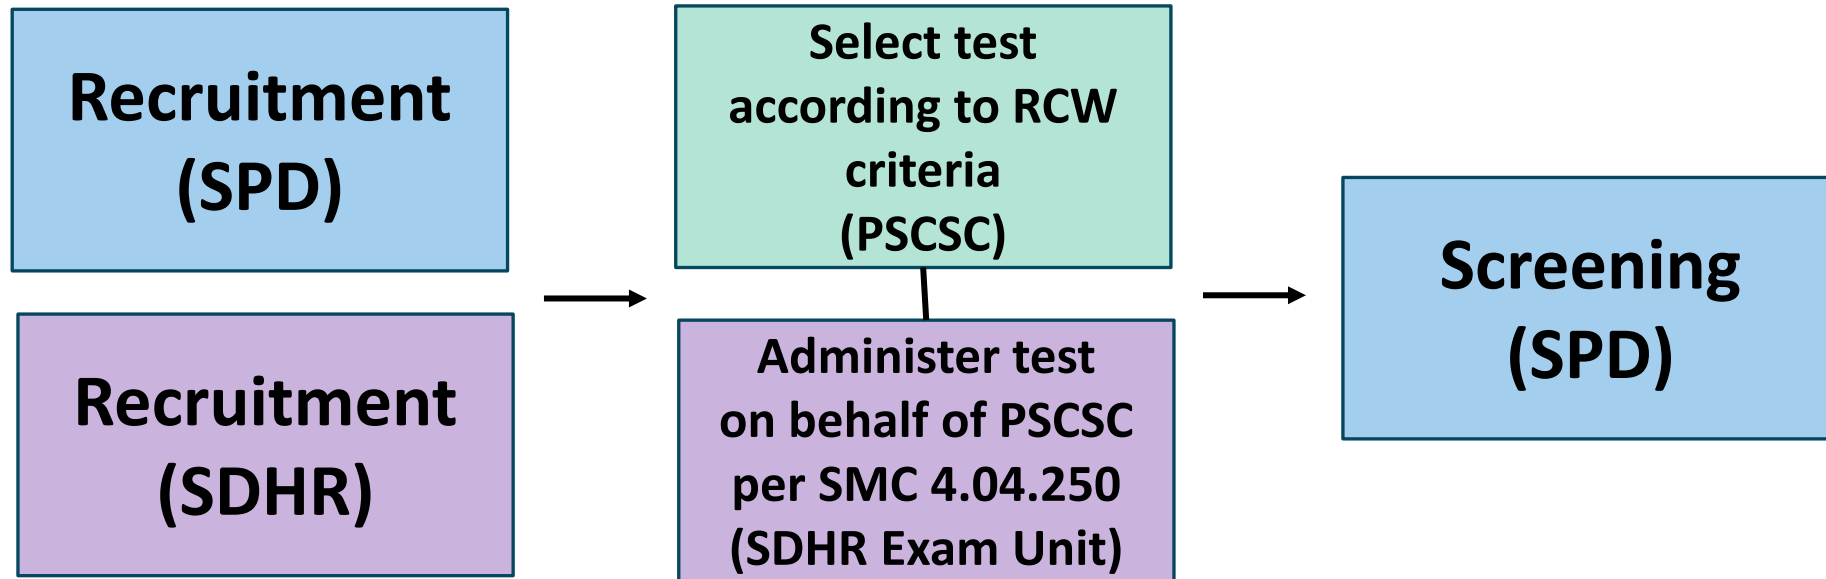 Recruitment
(SPD)
Recruitment
(SDHR)
Select test
according to RCW
criteria
(PSCSC)
Administer test
on behalf of PSCSC
per SMC 4.04.250
(SDHR Exam Unit)
Screening
(SPD)